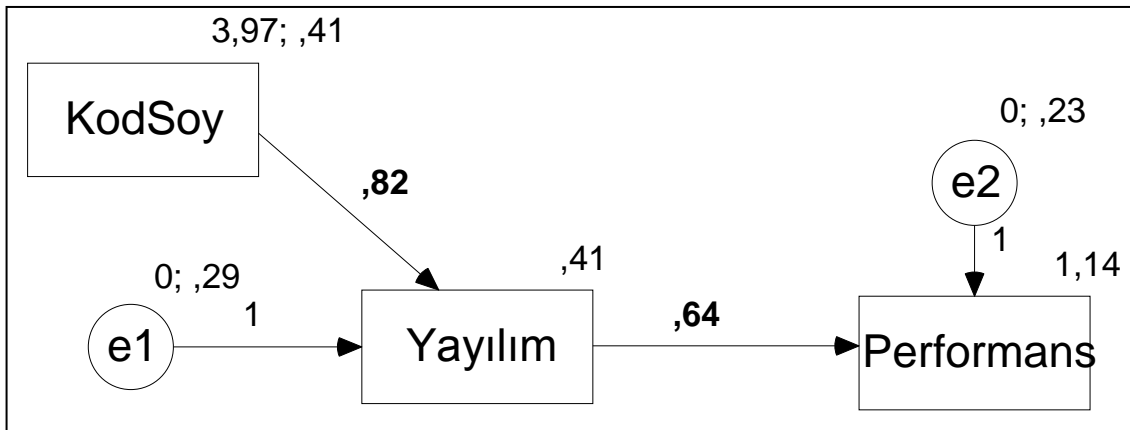 3,97; ,41
KodSoy
0; ,23
e2
,82
1
0; ,29
,41
1,14
1
,64
e1
Yayılım
Performans